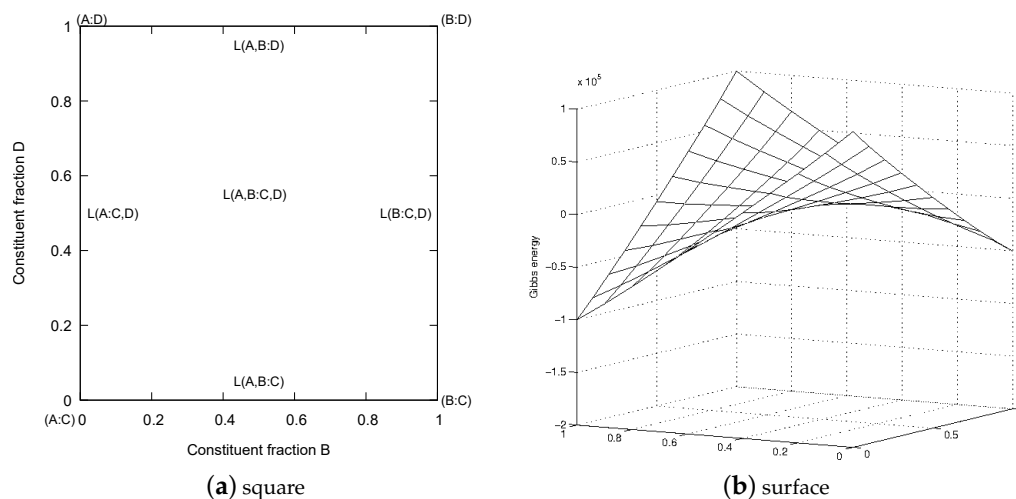 (A:D)
(B:D)
1
L(A,B:D)
0.8
0.6
L(A,B:C,D)
L(A:C,D)
L(B:C,D)
0.4
0.2
L(A,B:C)
0
(A:C)
0
0.2
0.4
0.6
0.8
1
(B:C)
Constituent fraction D
Constituent fraction B
(a) square
x 10^5
1
0.5
0
−0.5
−1
−1.5
−2
Gibbs energy
1
0.8
0.6
0.4
0.2
0
0
0.5
(b) surface